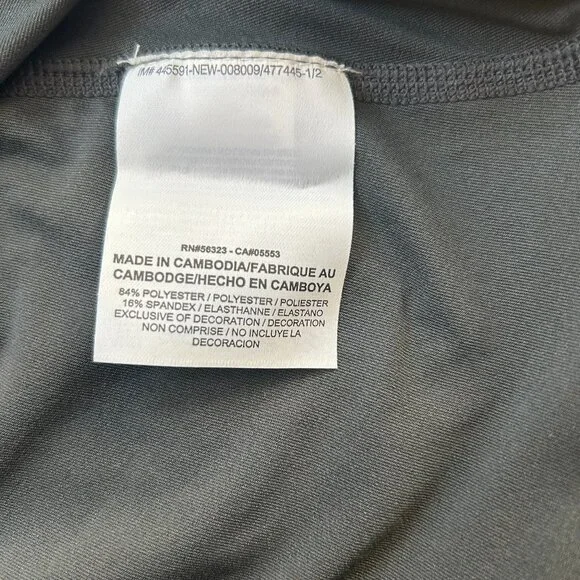 IM# 445591-NEW-008009/477445-1/2
RN#56323 - CA#05553
MADE IN CAMBODIA/FABRIQUE AU
CAMBODGE/HECHO EN CAMBOYA
84% POLYESTER / POLYESTER / POLIESTER
16% SPANDEX / ELASTHANNE / ELASTANO
EXCLUSIVE OF DECORATION / DECORATION
NON COMPRISE / NO INCLUYE LA
DECORACION